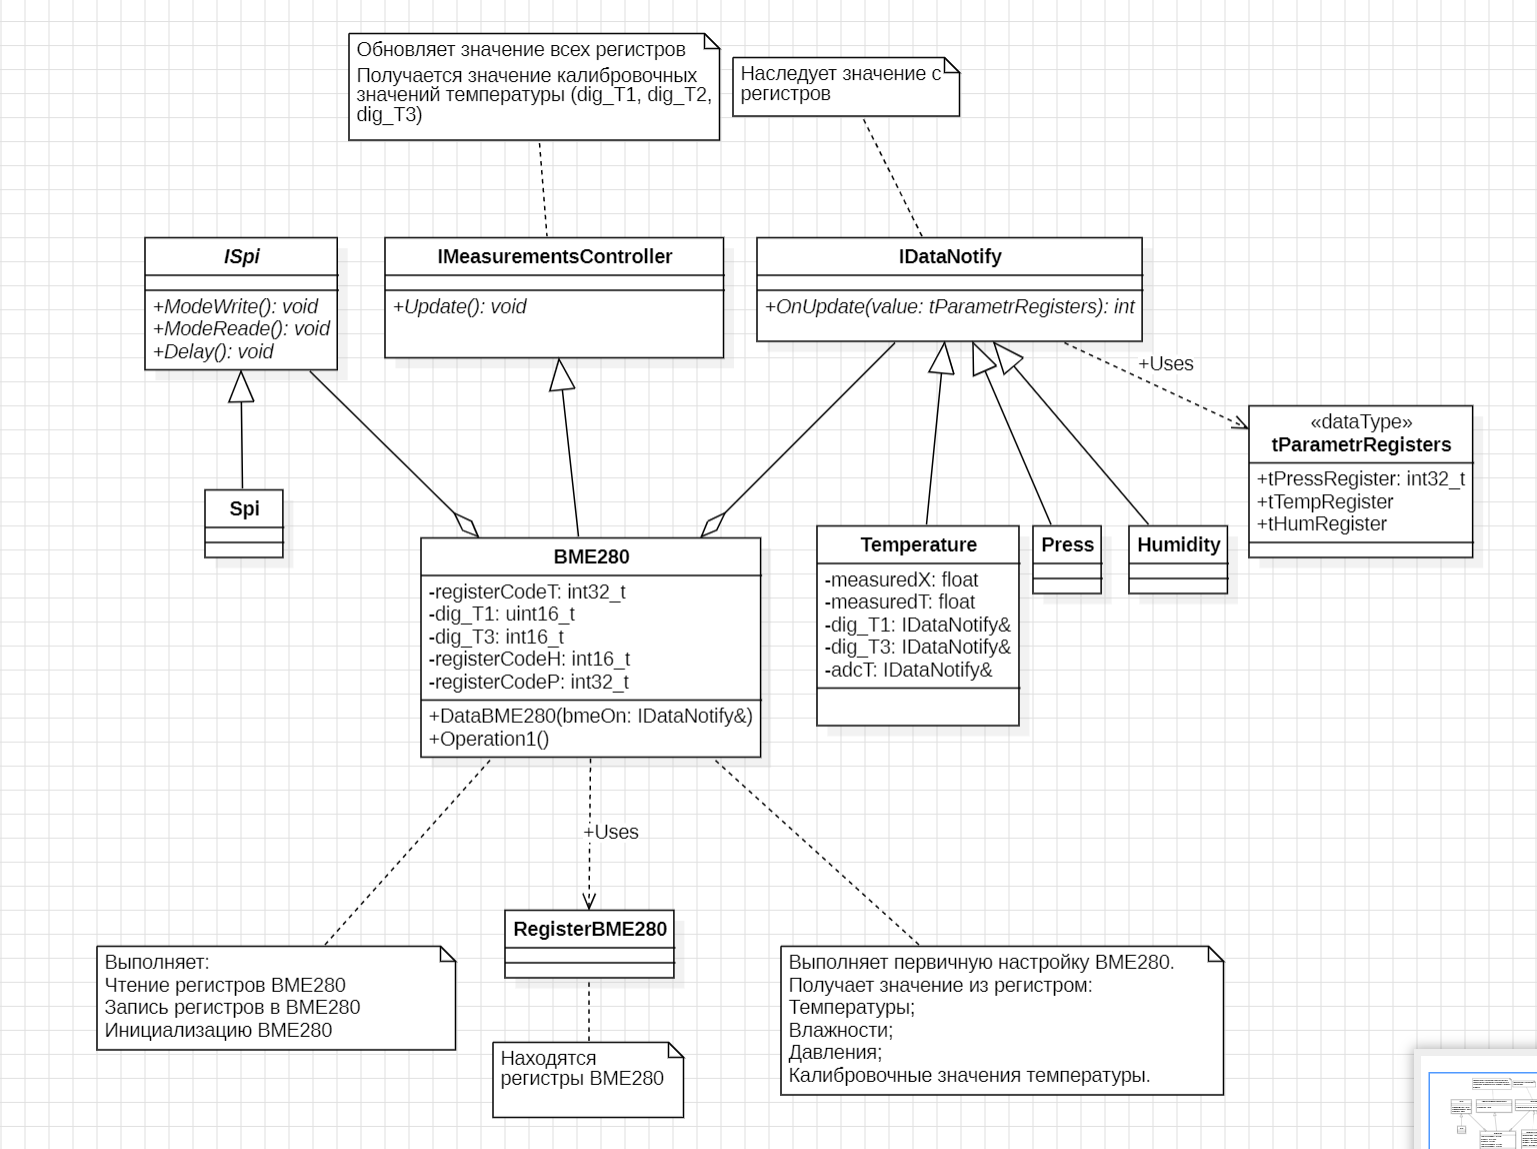 Обновляет значение всех регистров
Получается значение калибровочных
значений температуры (dig_T1, dig_T2,
dig_T3)
Наследует значение с
регистров
ISpi
+ModeWrite(): void
+ModeReade(): void
+Delay(): void
IMeasurementsController
+Update(): void
IDataNotify
+OnUpdate(value: tParametrRegisters): int
+Uses
«dataType»
tParametrRegisters
+tPressRegister: int32_t
+tTempRegister
+tHumRegister
Spi
BME280
-registerCodeT: int32_t
-dig_T1: uint16_t
-dig_T3: int16_t
-registerCodeH: int16_t
-registerCodeP: int32_t
+DataBME280(bmeOn: IDataNotify&)
+Operation1()
Temperature
-measuredX: float
-measuredT: float
-dig_T1: IDataNotify&
-dig_T3: IDataNotify&
-adcT: IDataNotify&
Press
Humidity
+Uses
RegisterBME280
Выполняет:
Чтение регистров BME280
Запись регистров в BME280
Инициализацию BME280
Находятся
регистры BME280
Выполняет первичную настройку BME280.
Получает значение из регистром:
Температуры;
Влажности;
Давления;
Калибровочные значения температуры.